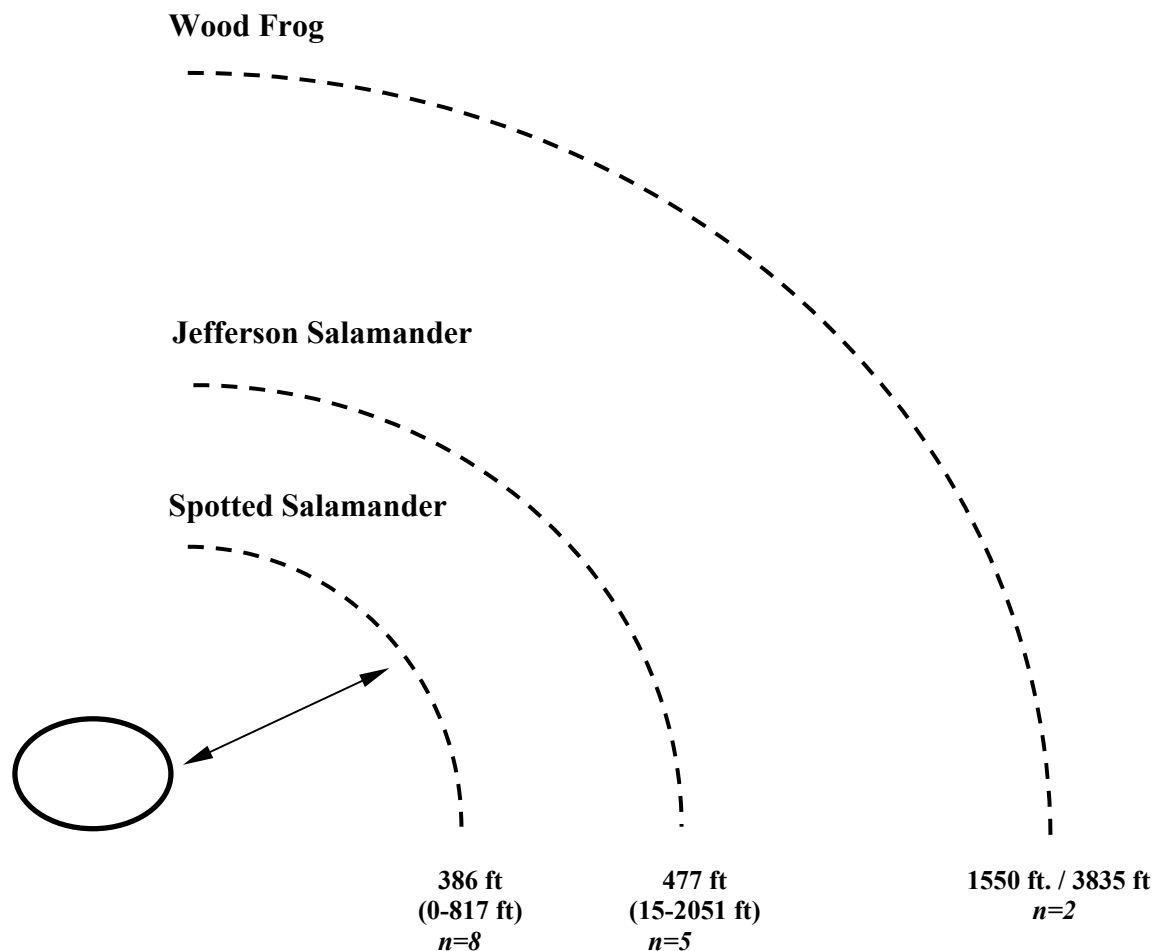 Wood Frog
Jefferson Salamander
Spotted Salamander
386 ft
(0-817 ft)
n=8
477 ft
(15-2051 ft)
n=5
1550 ft. / 3835 ft
n=2